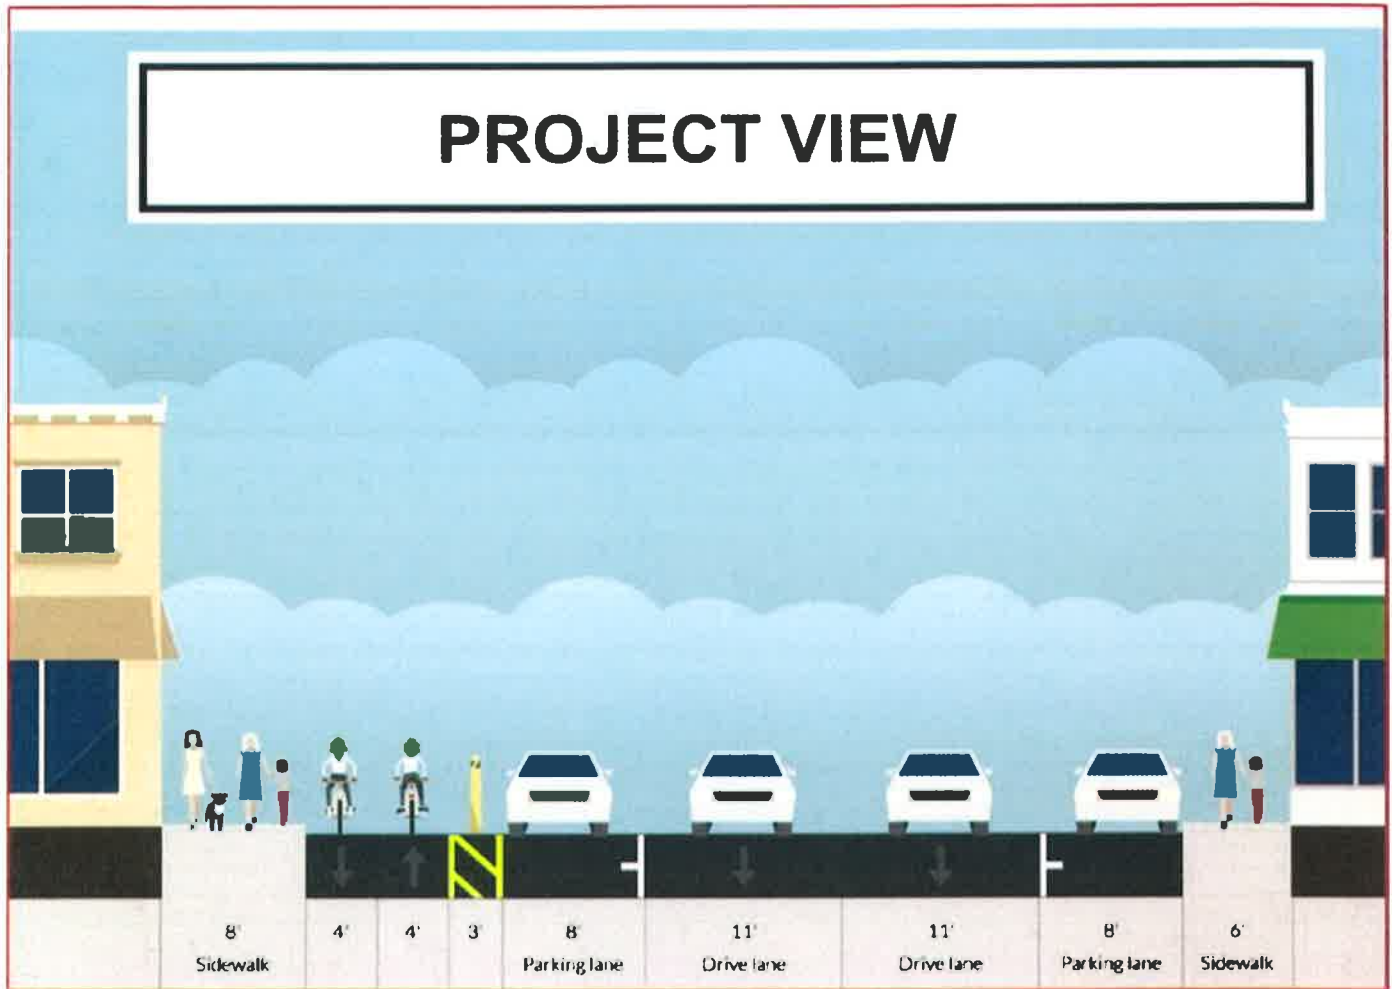 PROJECT VIEW
8' 4' 4' 3' 8' 11' 11' 8' 6'
Sidewalk Parking lane Drive lane Drive lane Parking lane Sidewalk